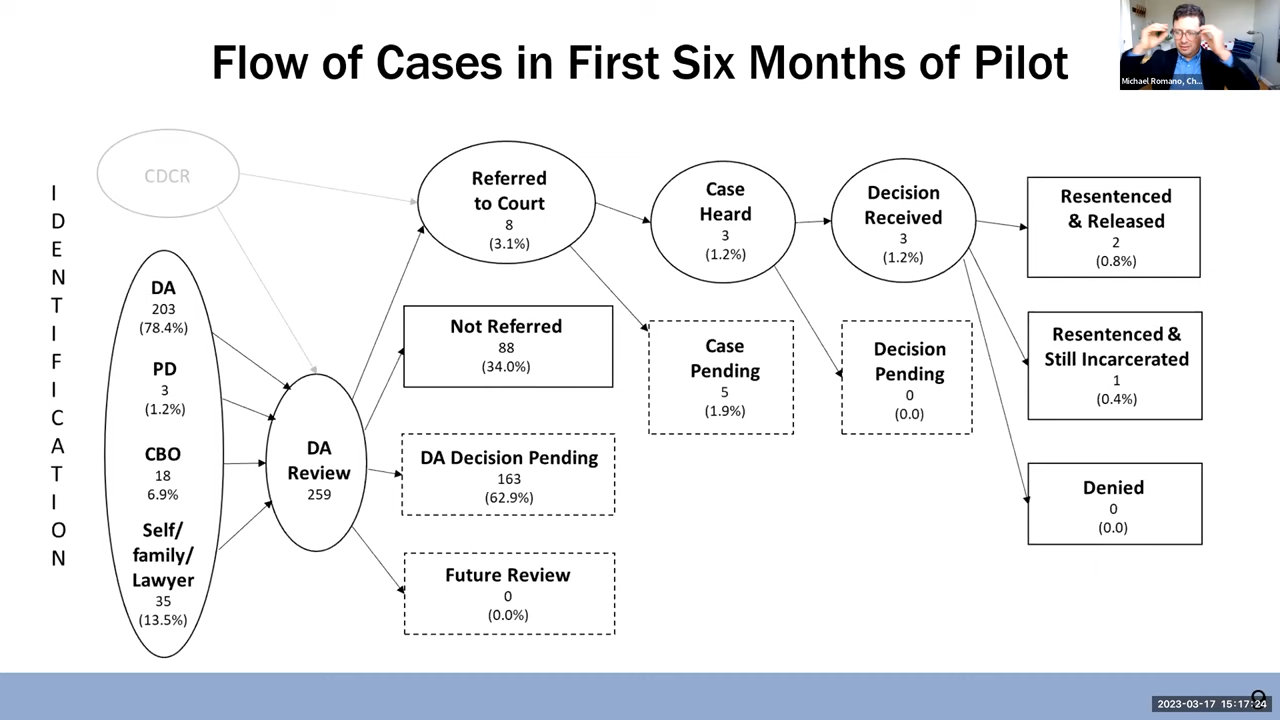 Flow of Cases in First Six Months of Pilot
Michael Romano, Ch...
IDENTIFICATION
CDCR
DA
203
(78.4%)
PD
3
(1.2%)
CBO
18
6.9%
Self/
family/
Lawyer
35
(13.5%)
DA
Review
259
Referred
to Court
8
(3.1%)
Not Referred
88
(34.0%)
DA Decision Pending
163
(62.9%)
Future Review
0
(0.0%)
Case
Heard
3
(1.2%)
Case
Pending
5
(1.9%)
Decision
Received
3
(1.2%)
Decision
Pending
0
(0.0)
Resentenced
& Released
2
(0.8%)
Resentenced &
Still Incarcerated
1
(0.4%)
Denied
0
(0.0)
2023-03-17 15:17:24